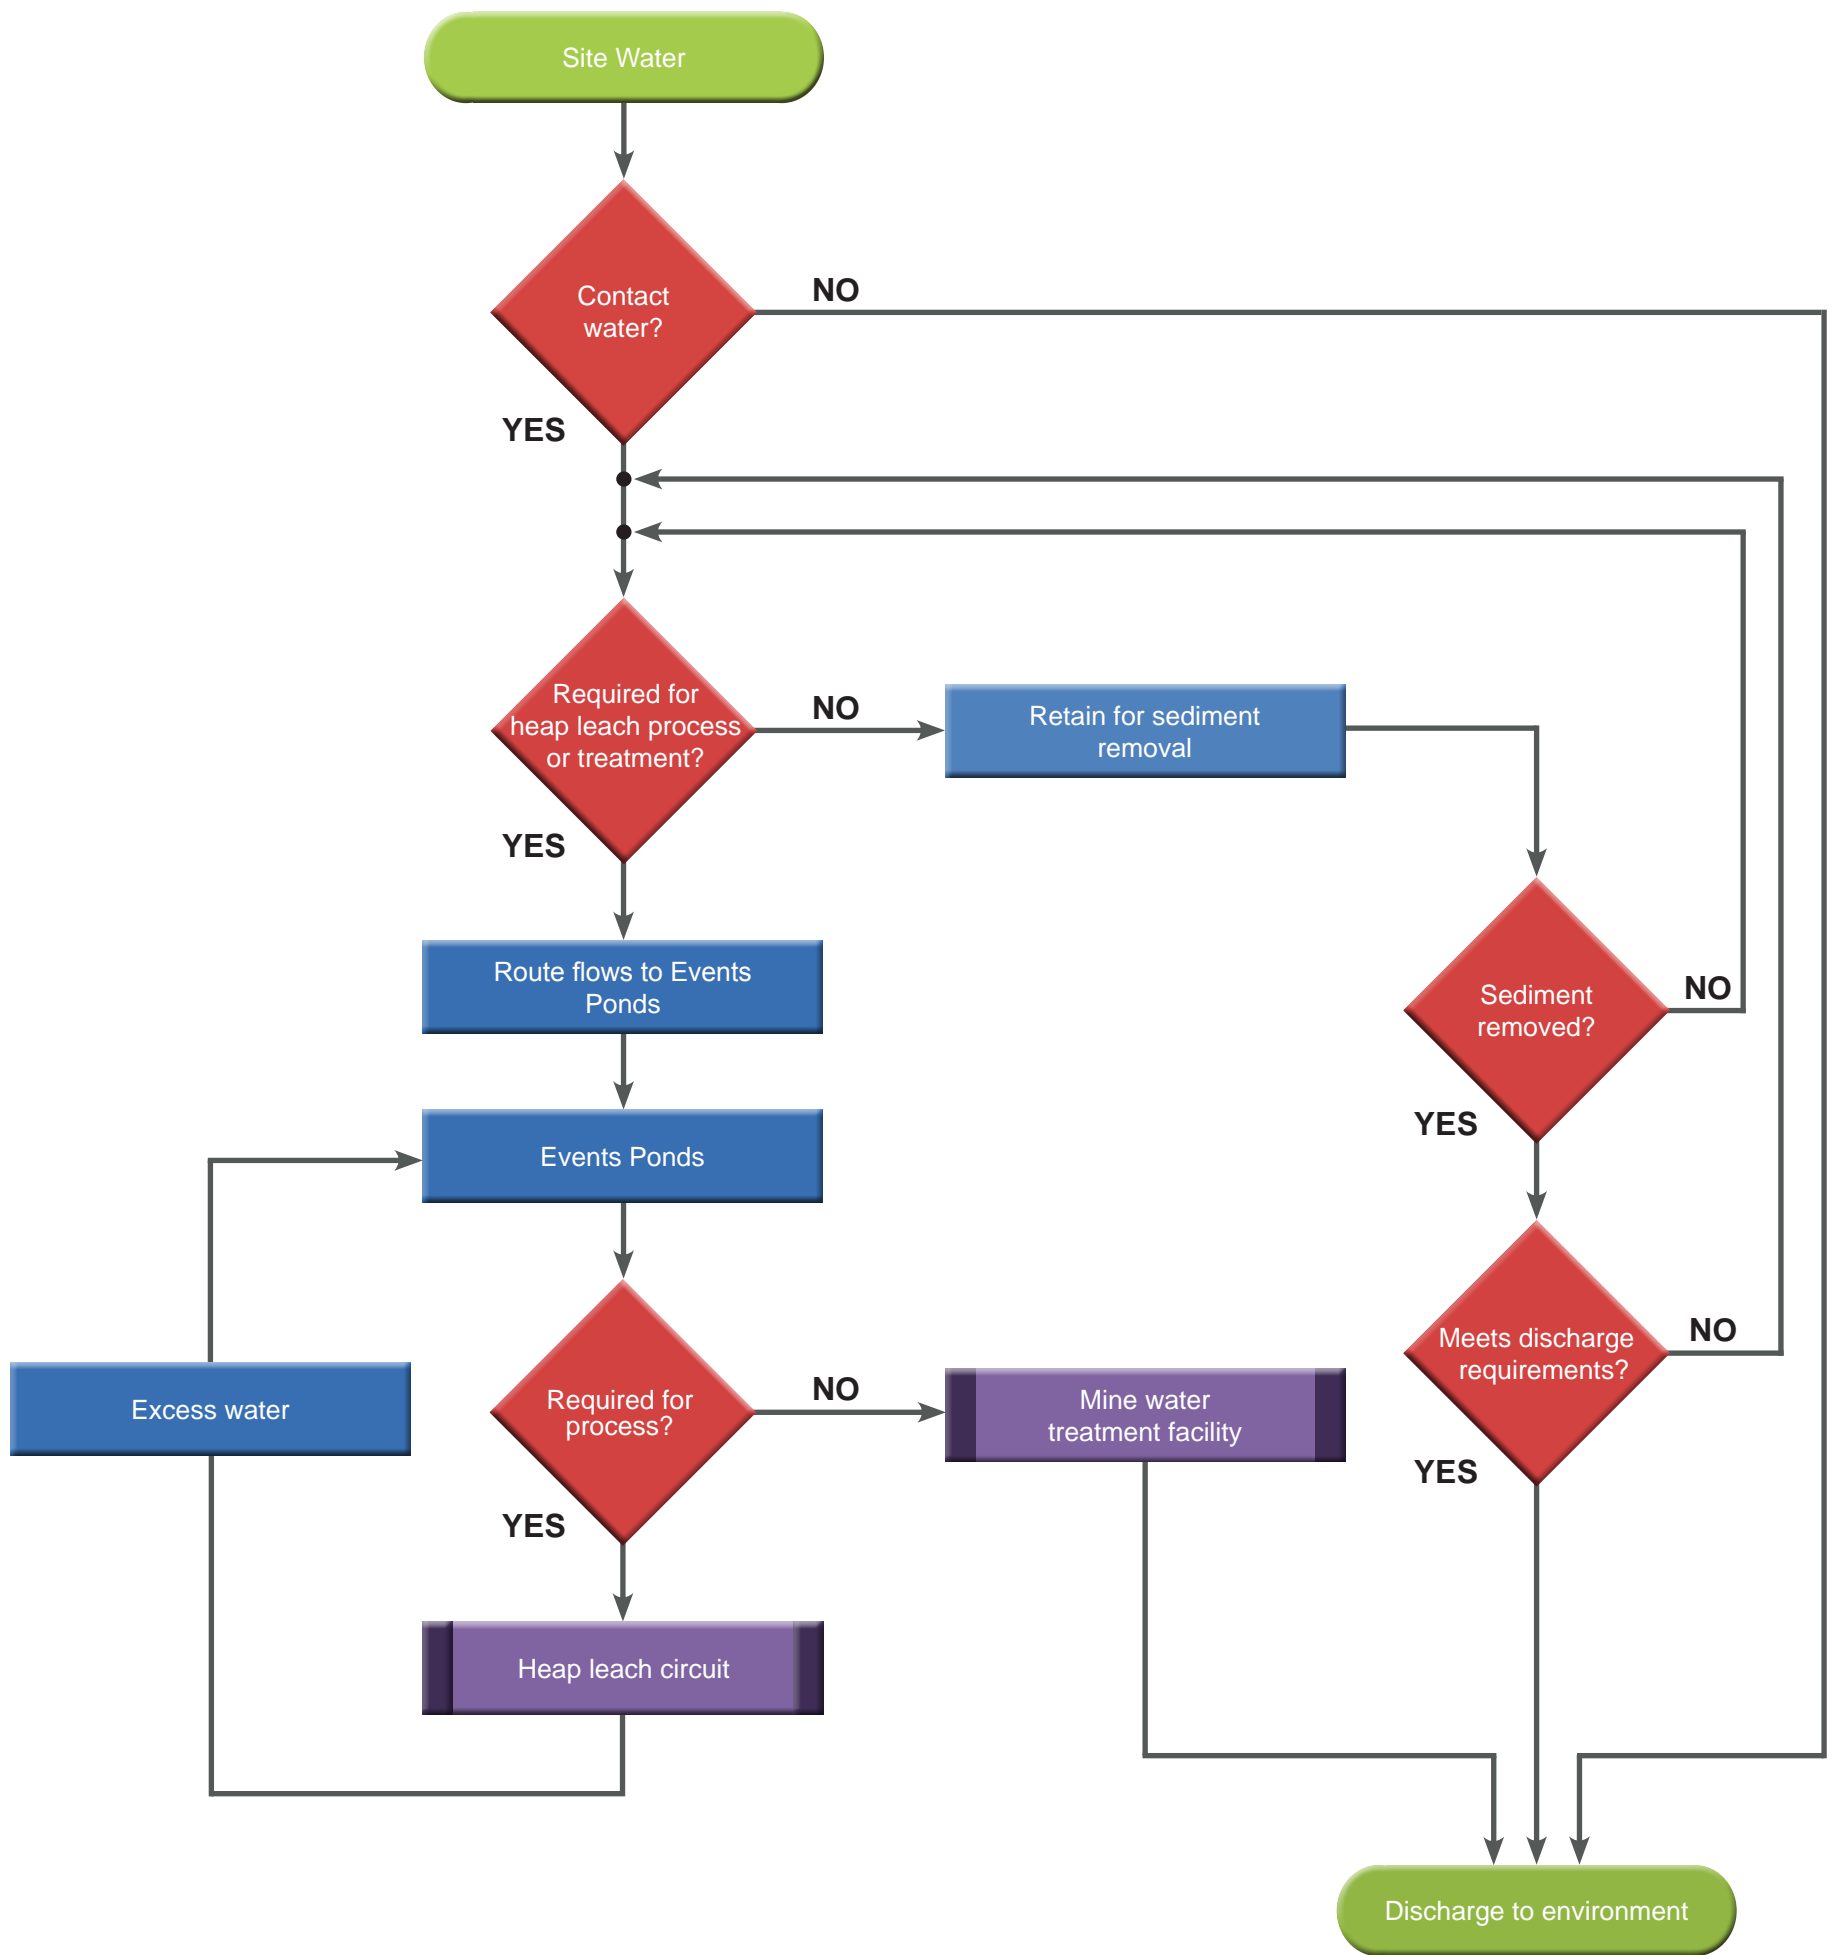 Site Water
Contact
water?
NO
YES
Required for
heap leach process
or treatment?
NO
YES
Retain for sediment
removal
Route flows to Events
Ponds
Sediment
removed?
NO
YES
Events Ponds
Meets discharge
requirements?
NO
YES
Excess water
Required for
process?
NO
YES
Mine water
treatment facility
Heap leach circuit
Discharge to environment